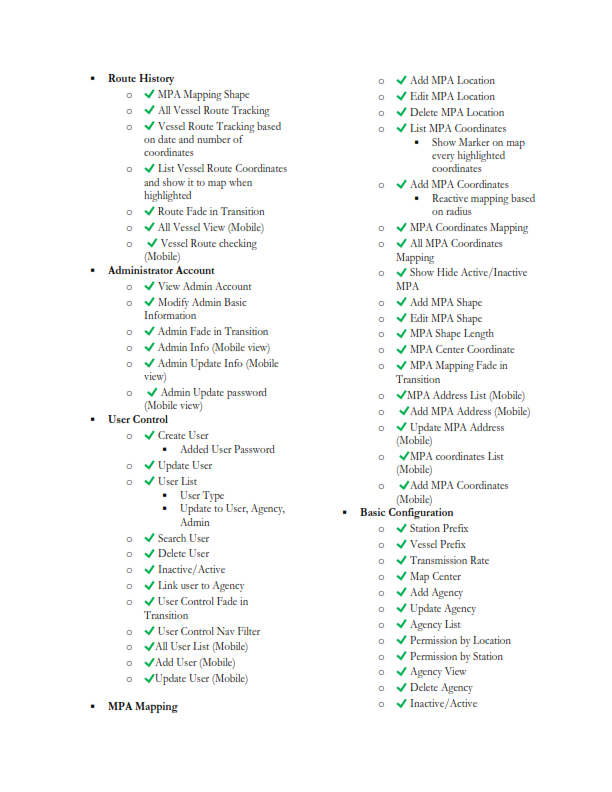 ▪ Route History
o ✔ MPA Mapping Shape
o ✔ All Vessel Route Tracking
o ✔ Vessel Route Tracking based
on date and number of
coordinates
o ✔ List Vessel Route Coordinates
and show it to map when
highlighted
o ✔ Route Fade in Transition
o ✔ All Vessel View (Mobile)
o ✔ Vessel Route checking
(Mobile)
▪ Administrator Account
o ✔ View Admin Account
o ✔ Modify Admin Basic
Information
o ✔ Admin Fade in Transition
o ✔ Admin Info (Mobile view)
o ✔ Admin Update Info (Mobile
view)
o ✔ Admin Update password
(Mobile view)
▪ User Control
o ✔ Create User
▪ Added User Password
o ✔ Update User
o ✔ User List
▪ User Type
▪ Update to User, Agency,
Admin
o ✔ Search User
o ✔ Delete User
o ✔ Inactive/Active
o ✔ Link user to Agency
o ✔ User Control Fade in
Transition
o ✔ User Control Nav Filter
o ✔All User List (Mobile)
o ✔Add User (Mobile)
o ✔Update User (Mobile)
▪ MPA Mapping
o ✔ Add MPA Location
o ✔ Edit MPA Location
o ✔ Delete MPA Location
o ✔ List MPA Coordinates
▪ Show Marker on map
every highlighted
coordinates
o ✔ Add MPA Coordinates
▪ Reactive mapping based
on radius
o ✔ MPA Coordinates Mapping
o ✔ All MPA Coordinates
Mapping
o ✔ Show Hide Active/Inactive
MPA
o ✔ Add MPA Shape
o ✔ Edit MPA Shape
o ✔ MPA Shape Length
o ✔ MPA Center Coordinate
o ✔ MPA Mapping Fade in
Transition
o ✔MPA Address List (Mobile)
o ✔Add MPA Address (Mobile)
o ✔ Update MPA Address
(Mobile)
o ✔MPA coordinates List
(Mobile)
o ✔Add MPA Coordinates
(Mobile)
▪ Basic Configuration
o ✔ Station Prefix
o ✔ Vessel Prefix
o ✔ Transmission Rate
o ✔ Map Center
o ✔ Add Agency
o ✔ Update Agency
o ✔ Agency List
o ✔ Permission by Location
o ✔ Permission by Station
o ✔ Agency View
o ✔ Delete Agency
o ✔ Inactive/Active